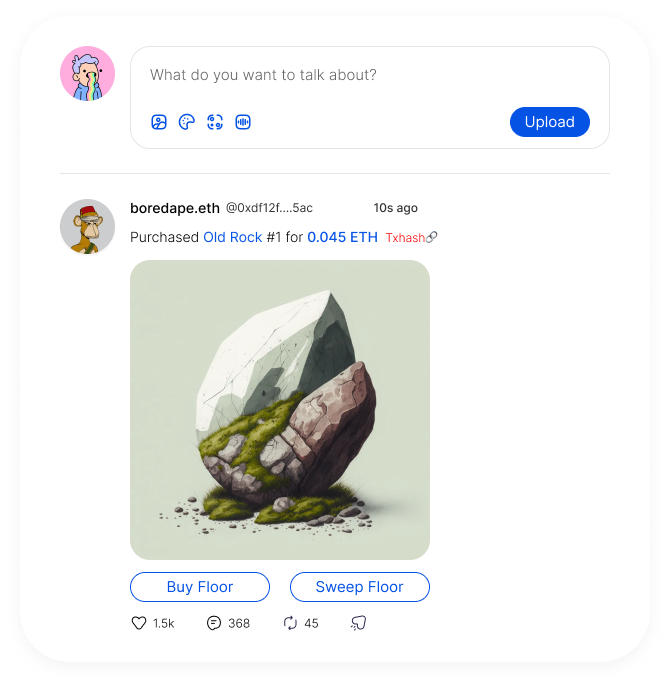 What do you want to talk about?
Upload
boredape.eth @0xdf12f....5ac 10s ago
Purchased Old Rock #1 for 0.045 ETH Txhash
Buy Floor Sweep Floor
1.5k 368 45